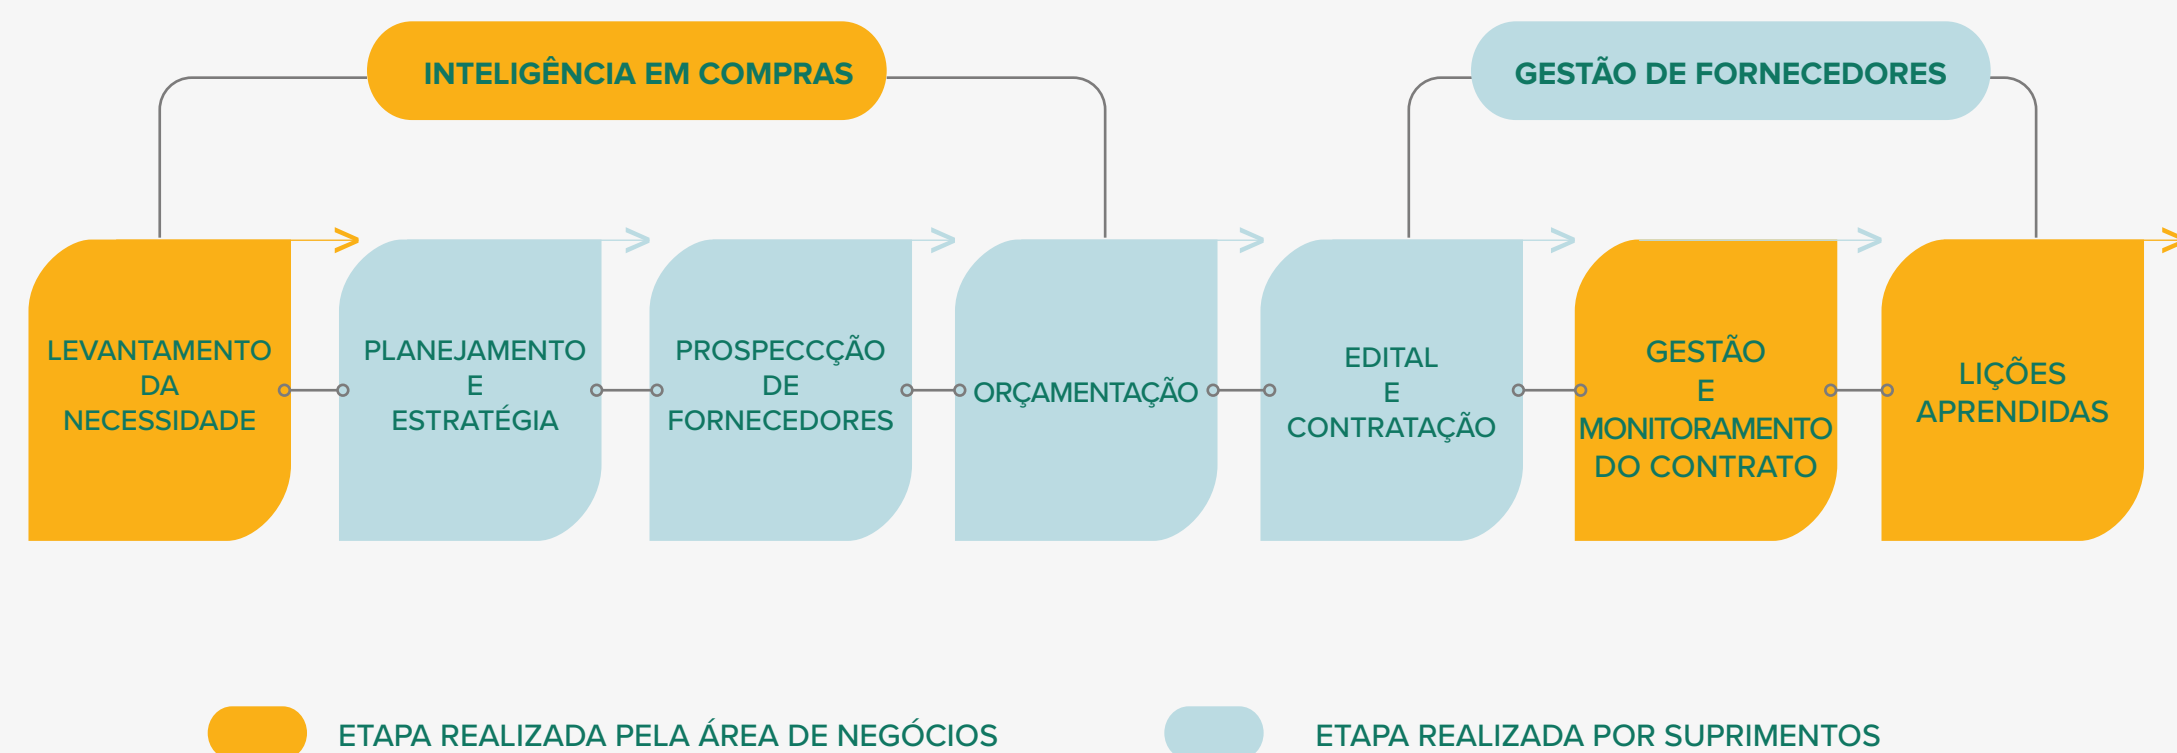 INTELIGÊNCIA EM COMPRAS
GESTÃO DE FORNECEDORES
LEVANTAMENTO
DA
NECESSIDADE
PLANEJAMENTO
E
ESTRATÉGIA
PROSPECCÇÃO
DE
FORNECEDORES
ORÇAMENTAÇÃO
EDITAL
E
CONTRATAÇÃO
GESTÃO
E
MONITORAMENTO
DO CONTRATO
LIÇÕES
APRENDIDAS
ETAPA REALIZADA PELA ÁREA DE NEGÓCIOS
ETAPA REALIZADA POR SUPRIMENTOS